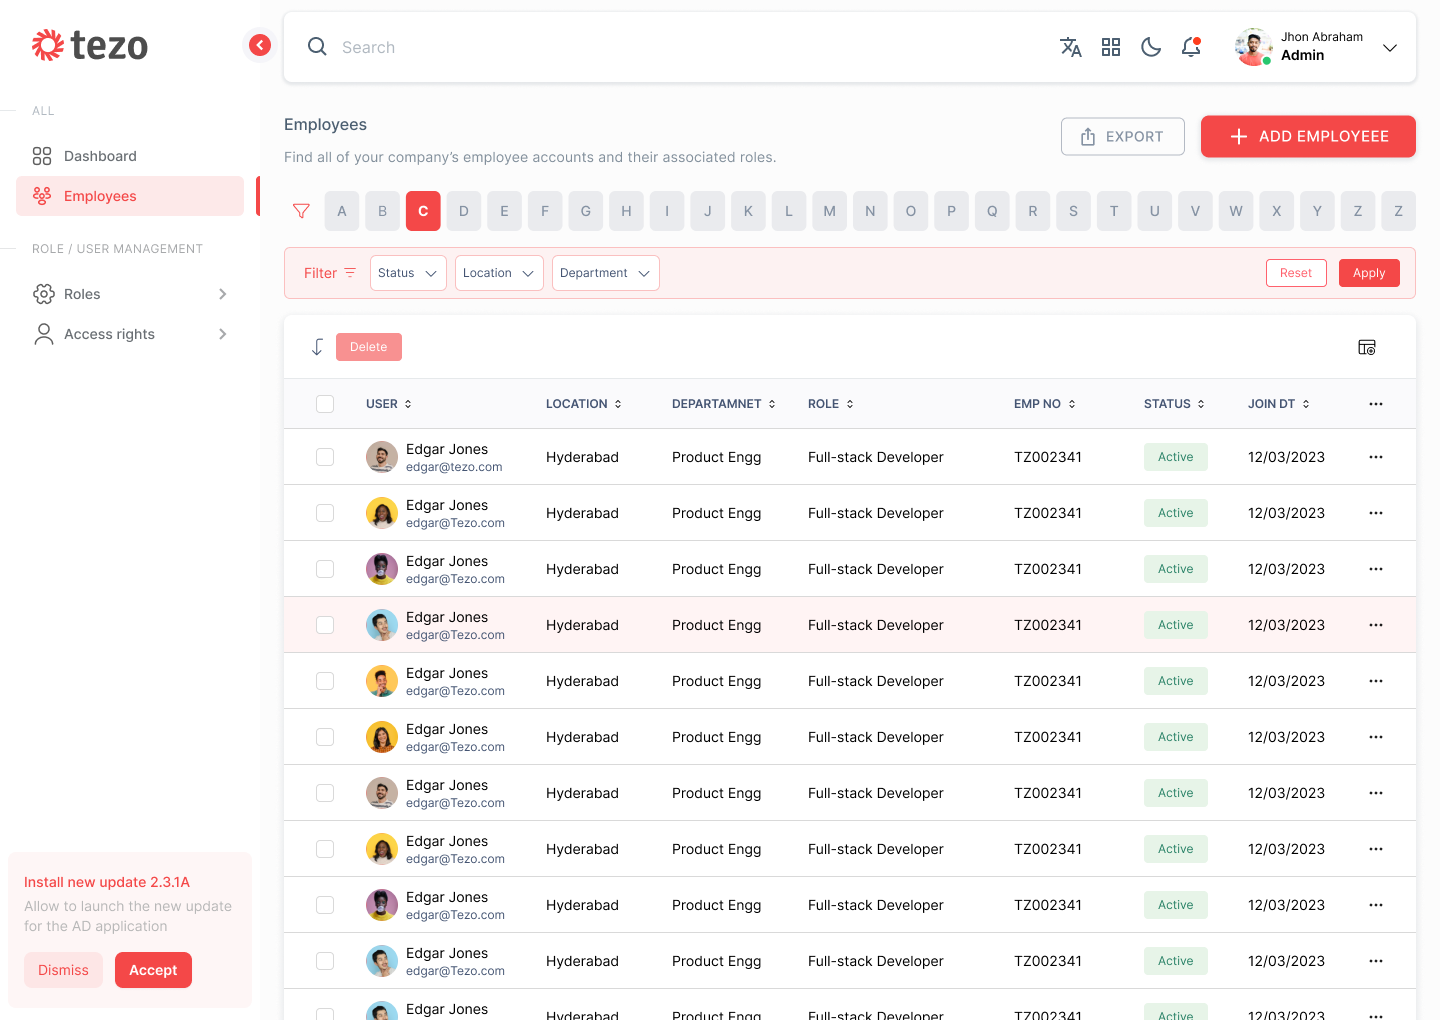 tezo
Search
Jhon Abraham
Admin
ALL
Dashboard
Employees
ROLE / USER MANAGEMENT
Roles
Access rights
Install new update 2.3.1A
Allow to launch the new update
for the AD application
Dismiss
Accept
Employees
Find all of your company’s employee accounts and their associated roles.
EXPORT
ADD EMPLOYEEE
A B C D E F G H I J K L M N O P Q R S T U V W X Y Z Z
Filter Status Location Department Reset Apply
Delete
USER LOCATION DEPARTAMNET ROLE EMP NO STATUS JOIN DT
Edgar Jones
edgar@tezo.com
Hyderabad Product Engg Full-stack Developer TZ002341 Active 12/03/2023
Edgar Jones
edgar@Tezo.com
Hyderabad Product Engg Full-stack Developer TZ002341 Active 12/03/2023
Edgar Jones
edgar@Tezo.com
Hyderabad Product Engg Full-stack Developer TZ002341 Active 12/03/2023
Edgar Jones
edgar@Tezo.com
Hyderabad Product Engg Full-stack Developer TZ002341 Active 12/03/2023
Edgar Jones
edgar@Tezo.com
Hyderabad Product Engg Full-stack Developer TZ002341 Active 12/03/2023
Edgar Jones
edgar@Tezo.com
Hyderabad Product Engg Full-stack Developer TZ002341 Active 12/03/2023
Edgar Jones
edgar@Tezo.com
Hyderabad Product Engg Full-stack Developer TZ002341 Active 12/03/2023
Edgar Jones
edgar@Tezo.com
Hyderabad Product Engg Full-stack Developer TZ002341 Active 12/03/2023
Edgar Jones
edgar@Tezo.com
Hyderabad Product Engg Full-stack Developer TZ002341 Active 12/03/2023
Edgar Jones
edgar@Tezo.com
Hyderabad Product Engg Full-stack Developer TZ002341 Active 12/03/2023
Edgar Jones
Hyderabad Product Engg Full-stack Developer TZ002341 Active 12/03/2023